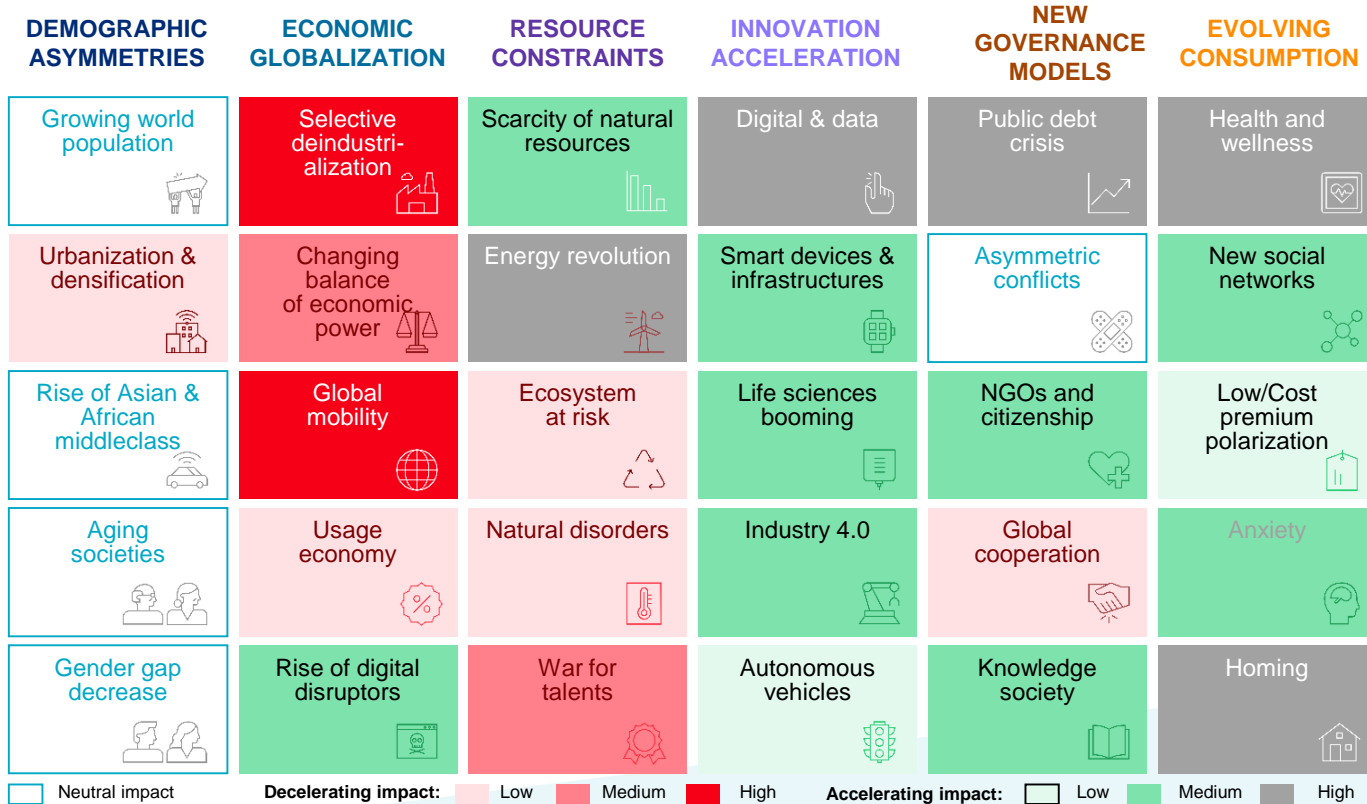 DEMOGRAPHIC
ASYMMETRIES
ECONOMIC
GLOBALIZATION
RESOURCE
CONSTRAINTS
INNOVATION
ACCELERATION
NEW
GOVERNANCE
MODELS
EVOLVING
CONSUMPTION
Growing world
population
Selective
deindustri-
alization
Scarcity of natural
resources
Digital & data
Public debt
crisis
Health and
wellness
Urbanization &
densification
Changing
balance
of economic
power
Energy revolution
Smart devices &
infrastructures
Asymmetric
conflicts
New social
networks
Rise of Asian &
African
middleclass
Global
mobility
Ecosystem
at risk
Life sciences
booming
NGOs and
citizenship
Low/Cost
premium
polarization
Aging
societies
Usage
economy
%
Natural disorders
Industry 4.0
Global
cooperation
Anxiety
Gender gap
decrease
Rise of digital
disruptors
War for
talents
Autonomous
vehicles
Knowledge
society
Homing
Neutral impact
Decelerating impact: Low Medium High
Accelerating impact: Low Medium High